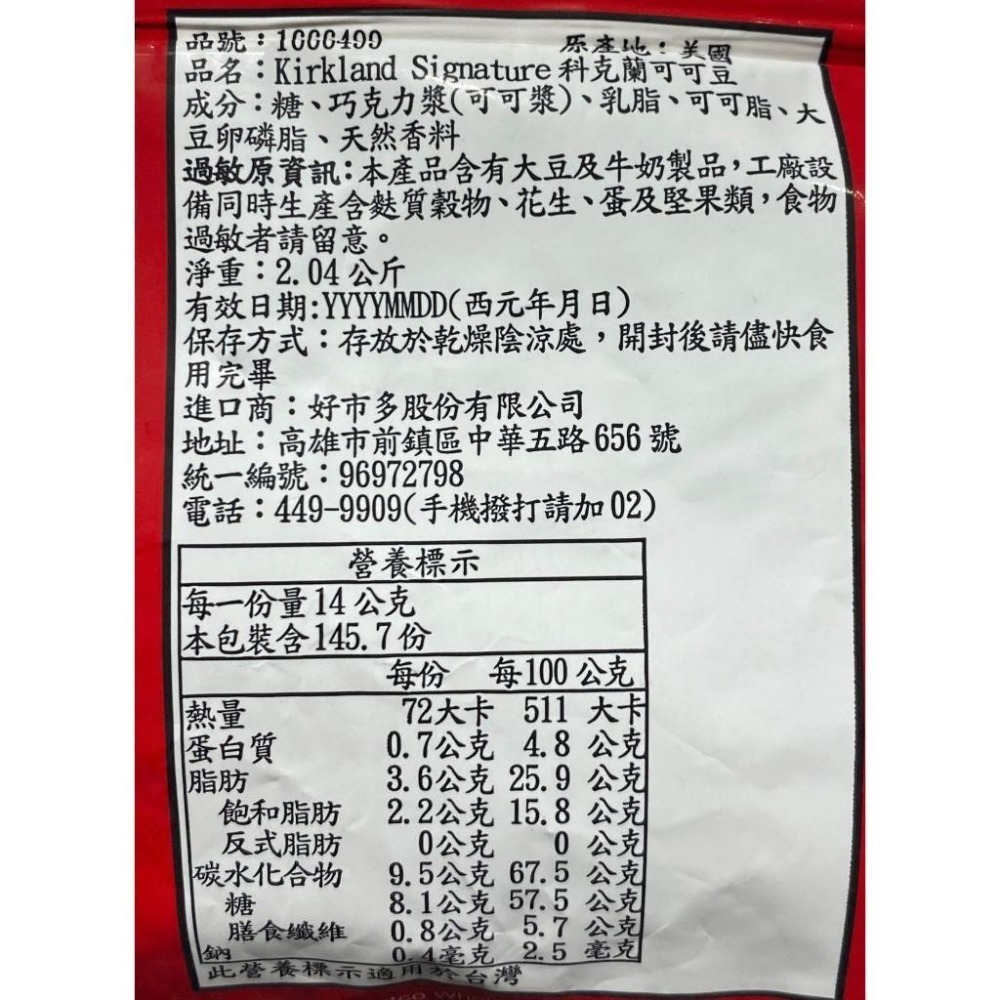 品號：1666499 原產地：美國
品名：Kirkland Signature 科克蘭可可豆
成分：糖、巧克力漿(可可漿)、乳脂、可可脂、大
豆卵磷脂、天然香料
過敏原資訊：本產品含有大豆及牛奶製品，工廠設
備同時生產含麩質穀物、花生、蛋及堅果類，食物
過敏者請留意。
淨重：2.04 公斤
有效日期:YYYYMMDD(西元年月日)
保存方式：存放於乾燥陰涼處，開封後請儘快食
用完畢
進口商：好市多股份有限公司
地址：高雄市前鎮區中華五路 656 號
統一編號：96972798
電話：449-9909(手機撥打請加 02)
營養標示
每一份量 14 公克
本包裝含 145.7 份
每份 每 100 公克
熱量 72大卡 511 大卡
蛋白質 0.7公克 4.8 公克
脂肪 3.6公克 25.9 公克
飽和脂肪 2.2公克 15.8 公克
反式脂肪 0公克 0 公克
碳水化合物 9.5公克 67.5 公克
糖 8.1公克 57.5 公克
膳食纖維 0.8公克 5.7 公克
鈉 0.4毫克 2.5 毫克
此營養標示適用於台灣